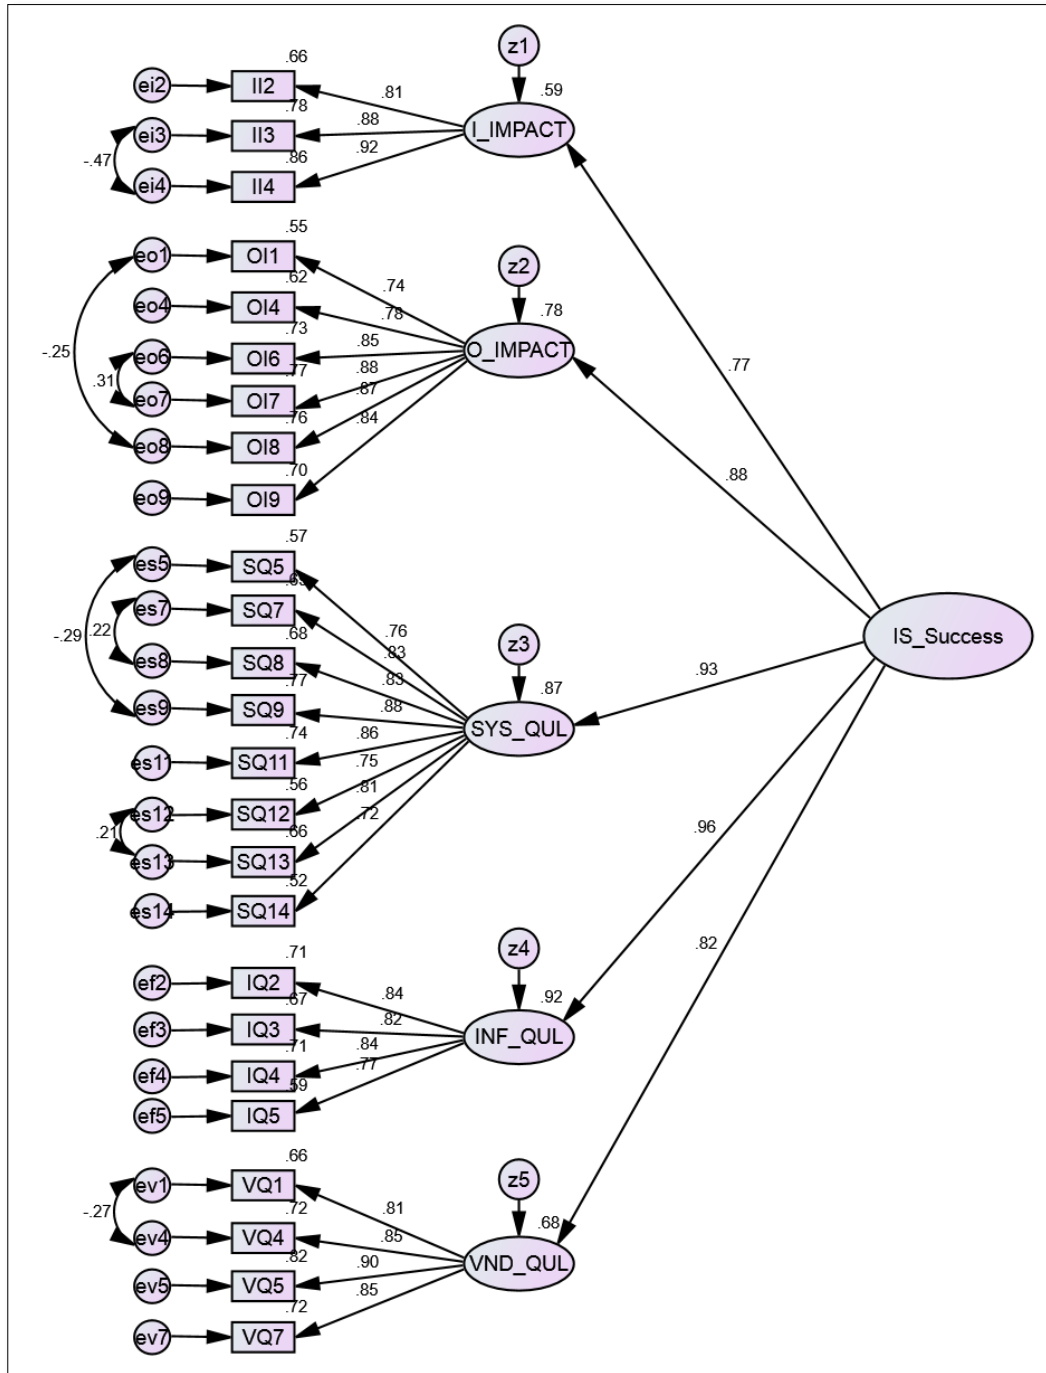 z1
.66
.59
ei2 II2 .81 I_IMPACT
.78
ei3 II3 .88
-.47 .92
.86
ei4 II4
.55
eo1 OI1 z2
.62 .74
eo4 OI4 .78 .78
.73
-.25 eo6 OI6 .85 O_IMPACT .77
.77 .88
.31 eo7 OI7 .87
.76 .84
eo8 OI8
.70
eo9 OI9 .88
.57
es5 SQ5
es7 SQ7
-.29 .22 .76 z3 IS_Success
.68 .83
es8 SQ8 .83 .93
.77 .88 .87
es9 SQ9
.74 .86 SYS_QUL
es11 SQ11 .75
.56 .81
es12 SQ12 .72
.21 .66 .96
es13 SQ13
.52
es14 SQ14
.71 z4 .82
ef2 IQ2 .84 .92
.67 .82
ef3 IQ3 INF_QUL
.71 .84
ef4 IQ4 .77
.59
ef5 IQ5
.66
ev1 VQ1 z5
-.27 .72 .81 .68
ev4 VQ4 .85
.82 .90 VND_QUL
ev5 VQ5 .85
.72
ev7 VQ7